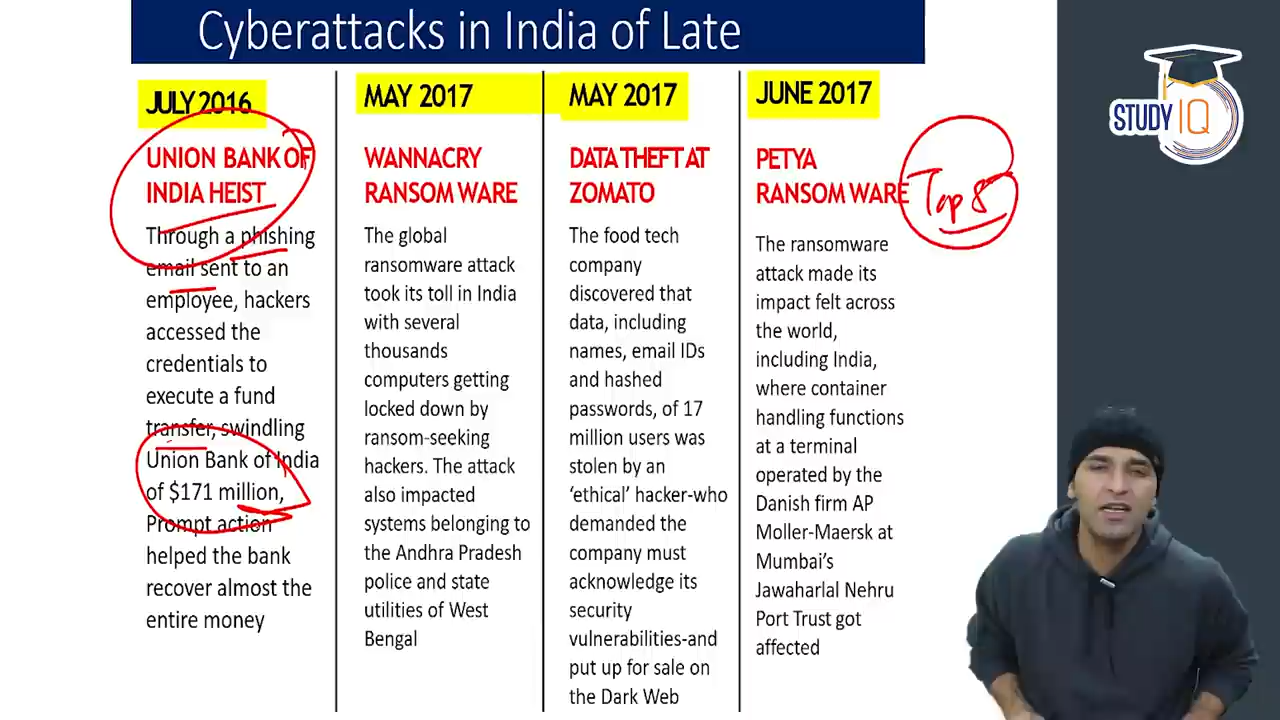 Cyberattacks in India of Late
STUDY IQ
JULY 2016
UNION BANK OF
INDIA HEIST
Through a phishing
email sent to an
employee, hackers
accessed the
credentials to
execute a fund
transfer, swindling
Union Bank of India
of $171 million,
Prompt action
helped the bank
recover almost the
entire money
MAY 2017
WANNACRY
RANSOM WARE
The global
ransomware attack
took its toll in India
with several
thousands
computers getting
locked down by
ransom-seeking
hackers. The attack
also impacted
systems belonging to
the Andhra Pradesh
police and state
utilities of West
Bengal
MAY 2017
DATA THEFT AT
ZOMATO
The food tech
company
discovered that
data, including
names, email IDs
and hashed
passwords, of 17
million users was
stolen by an
‘ethical’ hacker-who
demanded the
company must
acknowledge its
security
vulnerabilities-and
put up for sale on
the Dark Web
JUNE 2017
PETYA
RANSOM WARE
The ransomware
attack made its
impact felt across
the world,
including India,
where container
handling functions
at a terminal
operated by the
Danish firm AP
Moller-Maersk at
Mumbai’s
Jawaharlal Nehru
Port Trust got
affected
Top